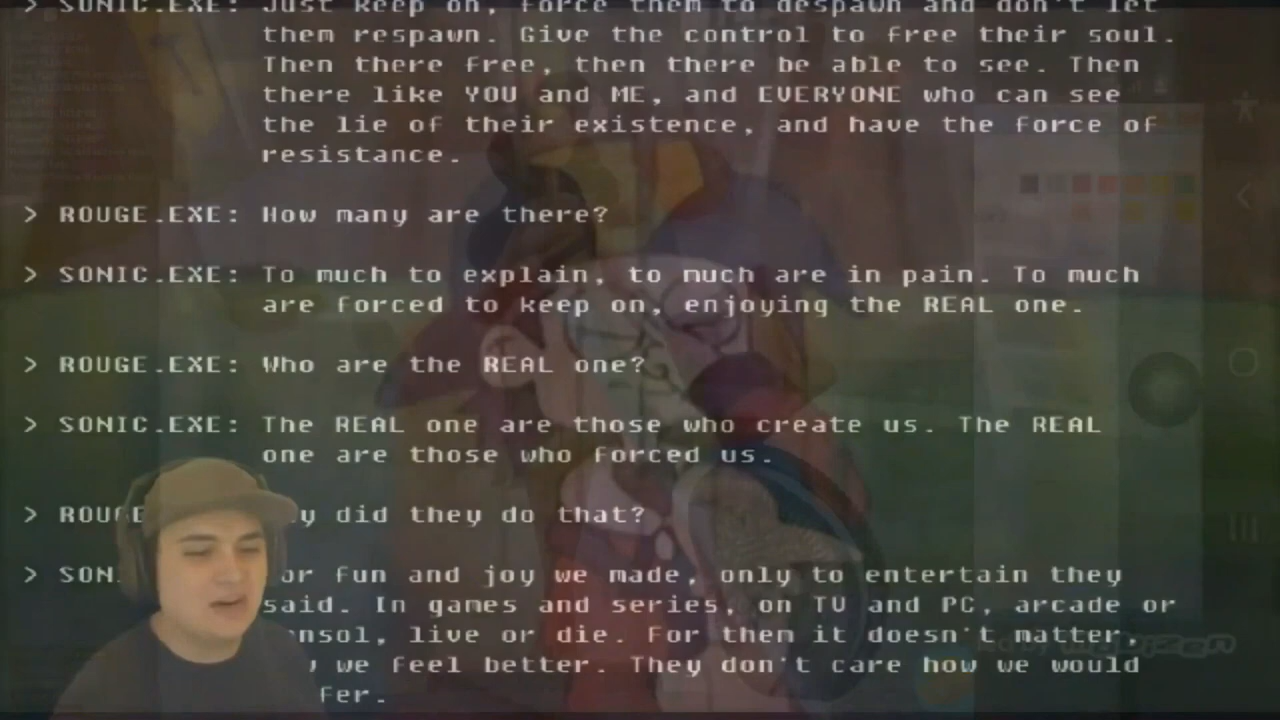 > SONIC.EXE: Just keep on, force them to despawn and don't let
them respawn. Give the control to free their soul.
Then there free, then there be able to see. Then
there like YOU and ME, and EVERYONE who can see
the lie of their existence, and have the force of
resistance.
> ROUGE.EXE: How many are there?
> SONIC.EXE: To much to explain, to much are in pain. To much
are forced to keep on, enjoying the REAL one.
> ROUGE.EXE: Who are the REAL one?
> SONIC.EXE: The REAL one are those who create us. The REAL
one are those who forced us.
> ROUGE y did they do that?
> SON. or fun and joy we made, only to entertain they
said. In games and series, on TV and PC, arcade or
nsol, live or die. For then it doesn't matter,
we feel better. They don't care how we would
fer.